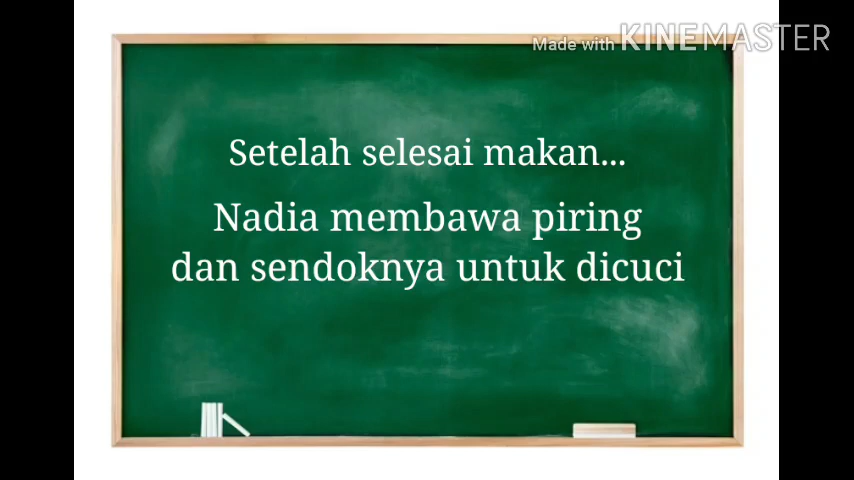 Made with KINEMASTER
Setelah selesai makan...
Nadia membawa piring
dan sendoknya untuk dicuci